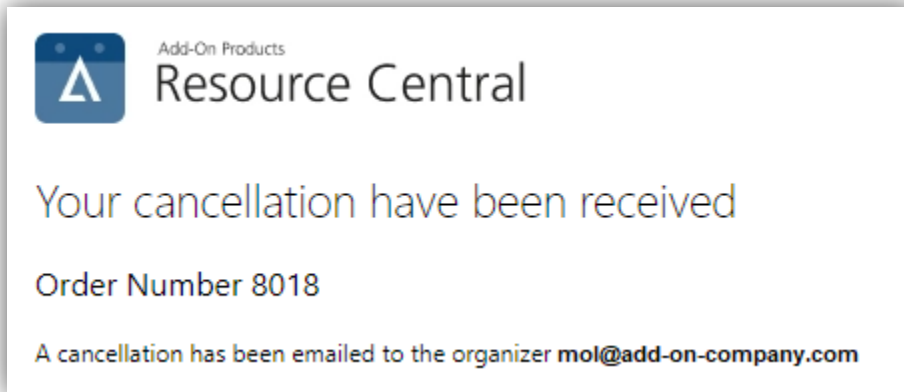 Add-On Products
Resource Central
Your cancellation have been received
Order Number 8018
A cancellation has been emailed to the organizer mol@add-on-company.com